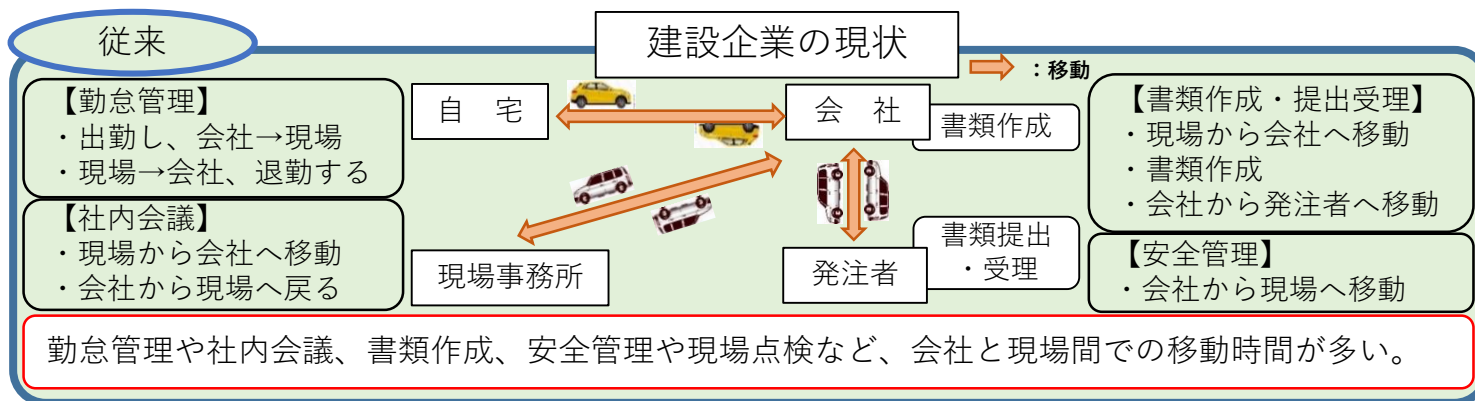 従来
建設企業の現状
：移動
【勤怠管理】
・出勤し、会社→現場
・現場→会社、退勤する
【社内会議】
・現場から会社へ移動
・会社から現場へ戻る
自　宅
会　社
書類作成
現場事務所
発注者
書類提出
・受理
【書類作成・提出受理】
・現場から会社へ移動
・書類作成
・会社から発注者へ移動
【安全管理】
・会社から現場へ移動
勤怠管理や社内会議、書類作成、安全管理や現場点検など、会社と現場間での移動時間が多い。